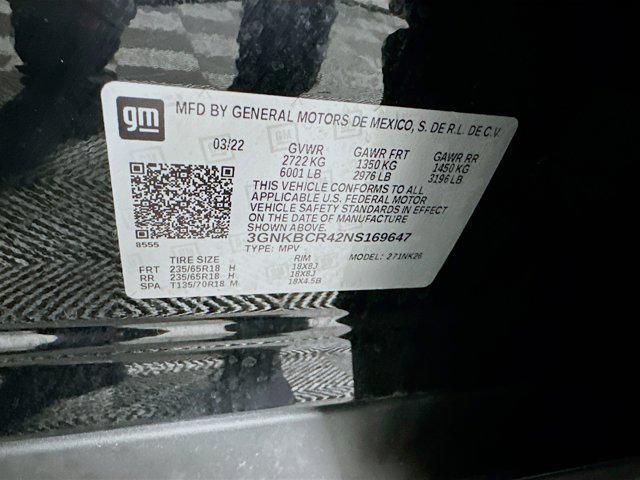 gm
MFD BY GENERAL MOTORS DE MEXICO, S. DE R.L. DE C.V.
03/22 GVWR GAWR FRT GAWR RR
2722 KG 1350 KG 1450 KG
6001 LB 2976 LB 3196 LB
THIS VEHICLE CONFORMS TO ALL
APPLICABLE U.S. FEDERAL MOTOR
VEHICLE SAFETY STANDARDS IN EFFECT
ON THE DATE OF MANUFACTURE
SHOWN ABOVE.
8555
3GNKBCR42NS169647
TYPE: MPV MODEL: 271NK26
TIRE SIZE RIM
FRT 235/65R18 H 18X8J
RR 235/65R18 H 18X8J
SPA T135/70R18 M 18X4.5B